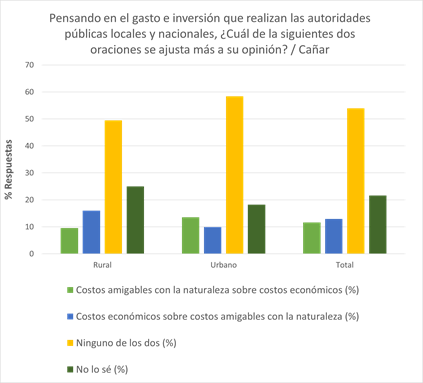 Pensando en el gasto e inversión que realizan las autoridades
públicas locales y nacionales, ¿Cuál de la siguientes dos
oraciones se ajusta más a su opinión? / Cañar
% Respuestas
70
60
50
40
30
20
10
0
Rural
Urbano
Total
Costos amigables con la naturaleza sobre costos económicos (%)
Costos económicos sobre costos amigables con la naturaleza (%)
Ninguno de los dos (%)
No lo sé (%)